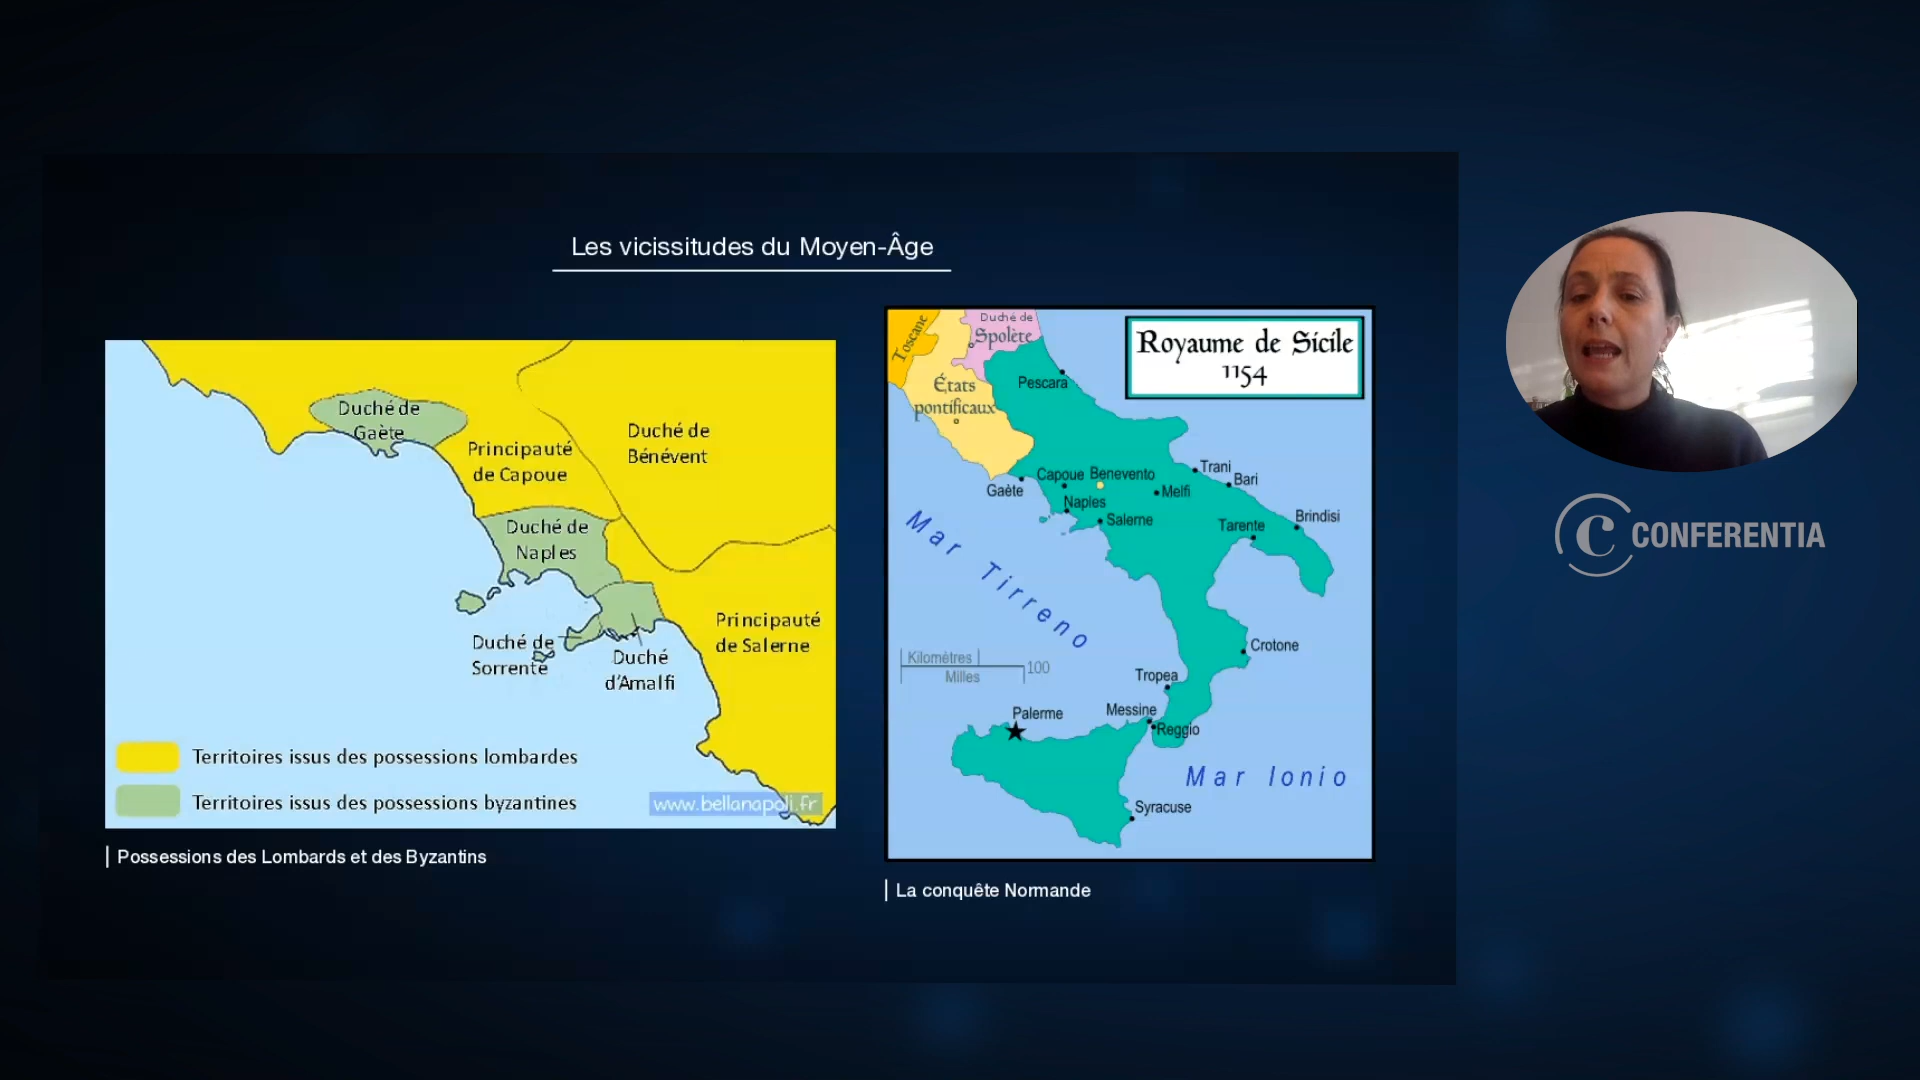 Les vicissitudes du Moyen-Âge
Duché de
Gaète
Principauté
de Capoue
Duché de
Bénévent
Duché de
Naples
Duché de
Sorrente
Duché
d'Amalfi
Principauté
de Salerne
Territoires issus des possessions lombardes
Territoires issus des possessions byzantines
www.bellanapoli.fr
Possessions des Lombards et des Byzantins
Royaume de Sicile
1154
Toscane
Duché de
Spolète
États
pontificaux
Pescara
Gaète
Capoue
Benevento
Naples
Salerne
Melfi
Trani
Bari
Brindisi
Tarente
Mar Tirreno
Kilomètres
100
Milles
Crotone
Tropea
Messine
Reggio
Palerme
Mar Ionio
Syracuse
La conquête Normande
C CONFERENTIA